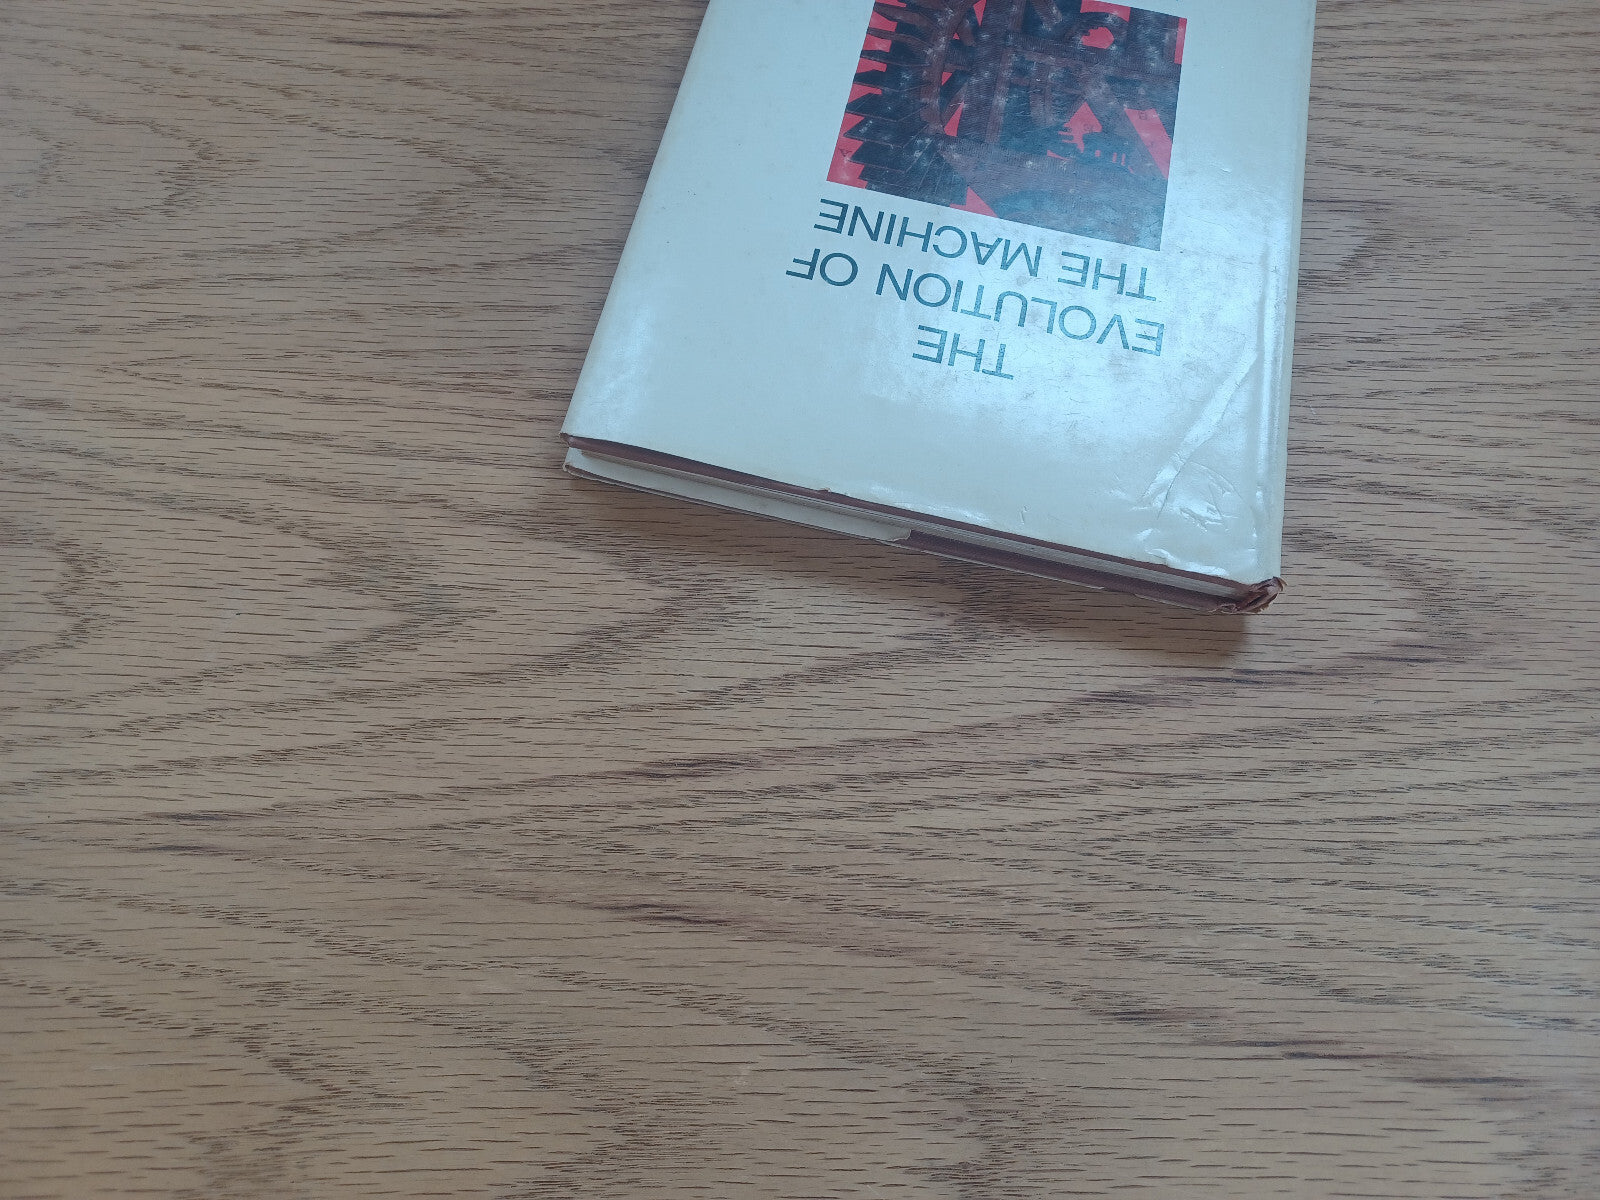 THE
EVOLUTION OF
THE MACHINE